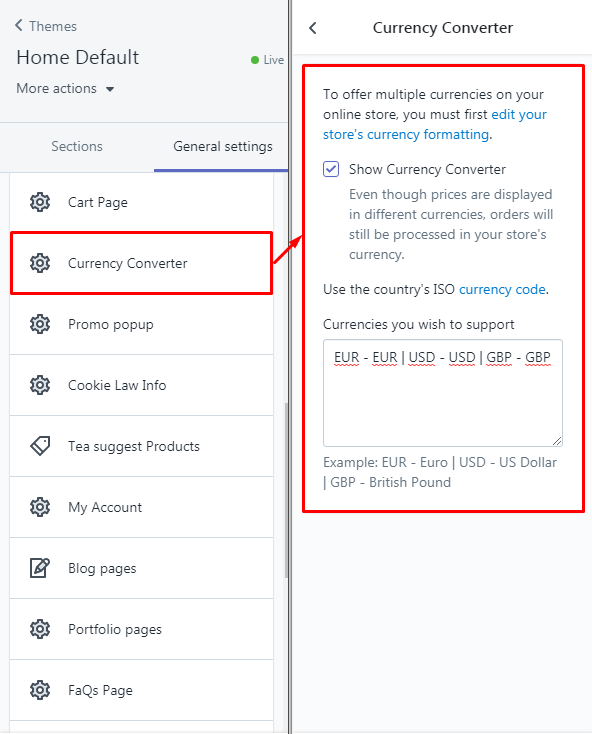 Themes
Home Default
Live
More actions
Sections
General settings
Cart Page
Currency Converter
Promo popup
Cookie Law Info
Tea suggest Products
My Account
Blog pages
Portfolio pages
FaQs Page
Currency Converter
To offer multiple currencies on your
online store, you must first edit your
store's currency formatting.
Show Currency Converter
Even though prices are displayed
in different currencies, orders will
still be processed in your store's
currency.
Use the country's ISO currency code.
Currencies you wish to support
EUR - EUR | USD - USD | GBP - GBP
Example: EUR - Euro | USD - US Dollar
| GBP - British Pound